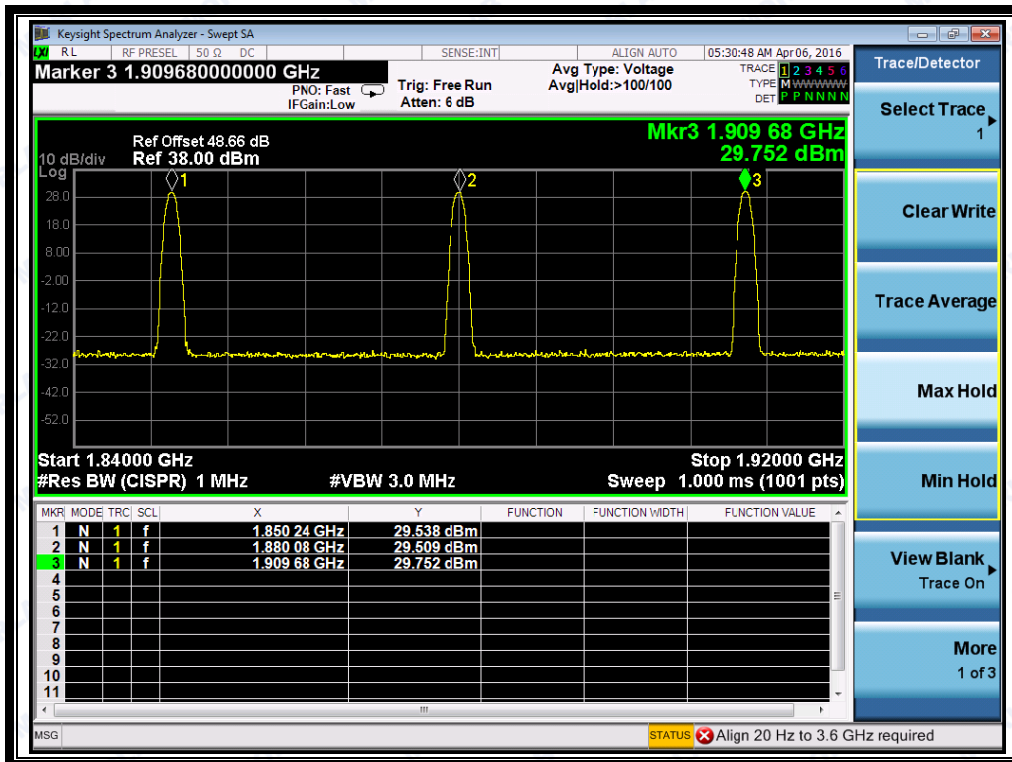 Keysight Spectrum Analyzer - Swept SA
LXI RL RF PRESEL 50 Ω DC SENSE:INT ALIGN AUTO 05:30:48 AM Apr 06, 2016
Marker 3 1.909680000000 GHz
PNO: Fast
IFGain:Low
Trig: Free Run
Atten: 6 dB
Avg Type: Voltage
Avg|Hold:>100/100
TRACE 1 2 3 4 5 6
TYPE M W W W W W
DET P P N N N N
Ref Offset 48.66 dB
10 dB/div Ref 38.00 dBm
Log
Mkr3 1.909 68 GHz
29.752 dBm
1
2
3
28.0
18.0
8.00
-2.00
-12.0
-22.0
-32.0
-42.0
-52.0
Start 1.84000 GHz Stop 1.92000 GHz
#Res BW (CISPR) 1 MHz #VBW 3.0 MHz Sweep 1.000 ms (1001 pts)
MKR MODE TRC SCL X Y FUNCTION FUNCTION WIDTH FUNCTION VALUE
1 N 1 f 1.850 24 GHz 29.538 dBm
2 N 1 f 1.880 08 GHz 29.509 dBm
3 N 1 f 1.909 68 GHz 29.752 dBm
4
5
6
7
8
9
10
11
MSG STATUS Align 20 Hz to 3.6 GHz required
Trace/Detector
Select Trace
1
Clear Write
Trace Average
Max Hold
Min Hold
View Blank
Trace On
More
1 of 3